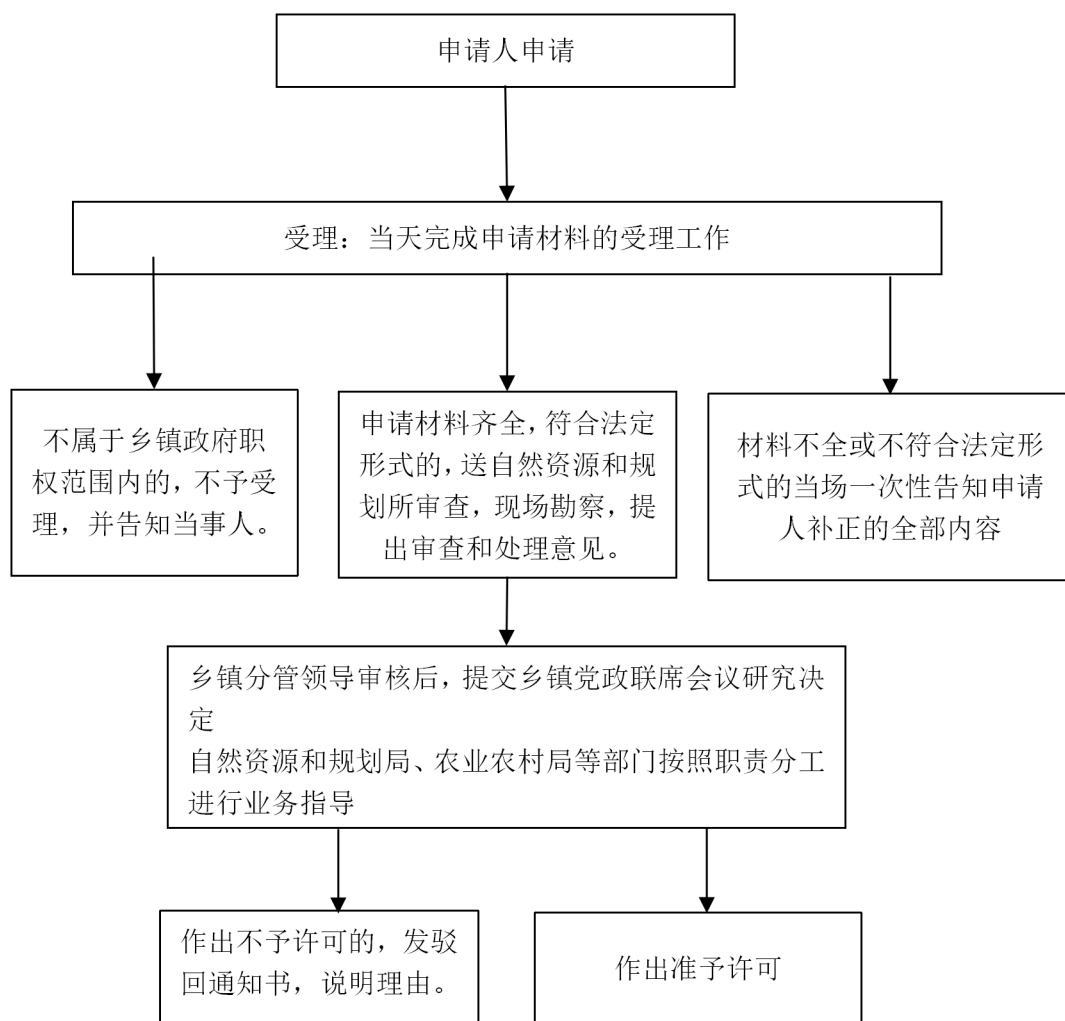 申请人申请
受理：当天完成申请材料的受理工作
不属于乡镇政府职
权范围内的，不予受
理，并告知当事人。
申请材料齐全，符合法定
形式的，送自然资源和规
划所审查，现场勘察，提
出审查和处理意见。
材料不全或不符合法定形
式的当场一次性告知申请
人补正的全部内容
乡镇分管领导审核后，提交乡镇党政联席会议研究决
定
自然资源和规划局、农业农村局等部门按照职责分工
进行业务指导
作出不予许可的，发驳
回通知书，说明理由。
作出准予许可